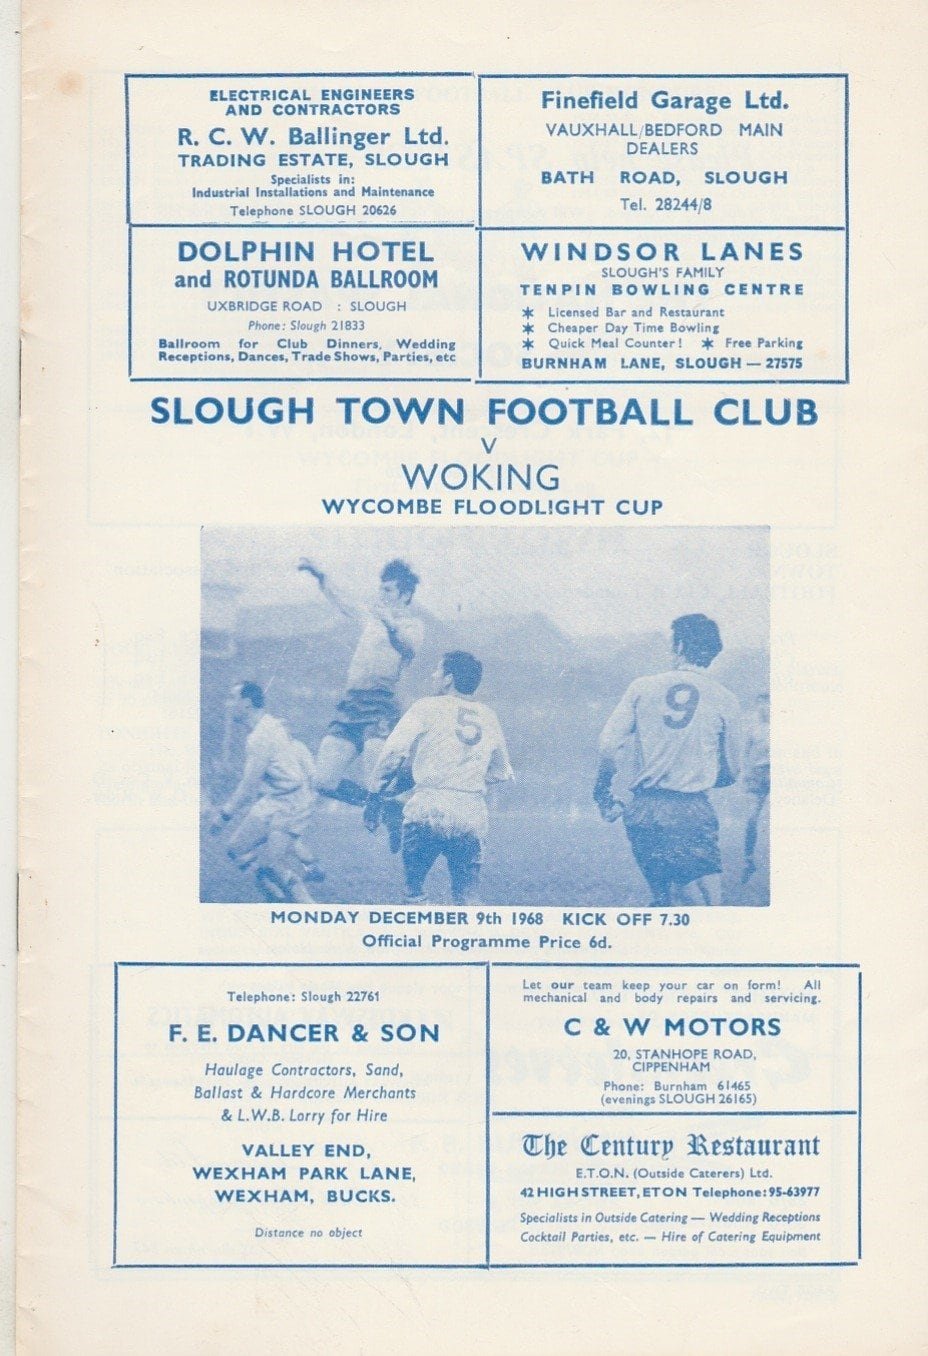 ELECTRICAL ENGINEERS
AND CONTRACTORS
R. C. W. Ballinger Ltd.
TRADING ESTATE, SLOUGH
Specialists in:
Industrial Installations and Maintenance
Telephone SLOUGH 20626
Finefield Garage Ltd.
VAUXHALL/BEDFORD MAIN
DEALERS
BATH ROAD, SLOUGH
Tel. 28244/8
DOLPHIN HOTEL
and ROTUNDA BALLROOM
UXBRIDGE ROAD : SLOUGH
Phone: Slough 21833
Ballroom for Club Dinners, Wedding
Receptions, Dances, Trade Shows, Parties, etc
WINDSOR LANES
SLOUGH'S FAMILY
TENPIN BOWLING CENTRE
* Licensed Bar and Restaurant
* Cheaper Day Time Bowling
* Quick Meal Counter! * Free Parking
BURNHAM LANE, SLOUGH — 27575
SLOUGH TOWN FOOTBALL CLUB
V
WOKING
WYCOMBE FLOODLIGHT CUP
5
9
MONDAY DECEMBER 9th 1968 KICK OFF 7.30
Official Programme Price 6d.
Telephone: Slough 22761
F. E. DANCER & SON
Haulage Contractors, Sand,
Ballast & Hardcore Merchants
& L.W.B. Lorry for Hire
VALLEY END,
WEXHAM PARK LANE,
WEXHAM, BUCKS.
Distance no object
Let our team keep your car on form! All
mechanical and body repairs and servicing.
C & W MOTORS
20, STANHOPE ROAD,
CIPPENHAM
Phone: Burnham 61465
(evenings SLOUGH 26165)
The Century Restaurant
E.T.O.N. (Outside Caterers) Ltd.
42 HIGH STREET, ETON Telephone: 95-63977
Specialists in Outside Catering — Wedding Receptions
Cocktail Parties, etc. — Hire of Catering Equipment